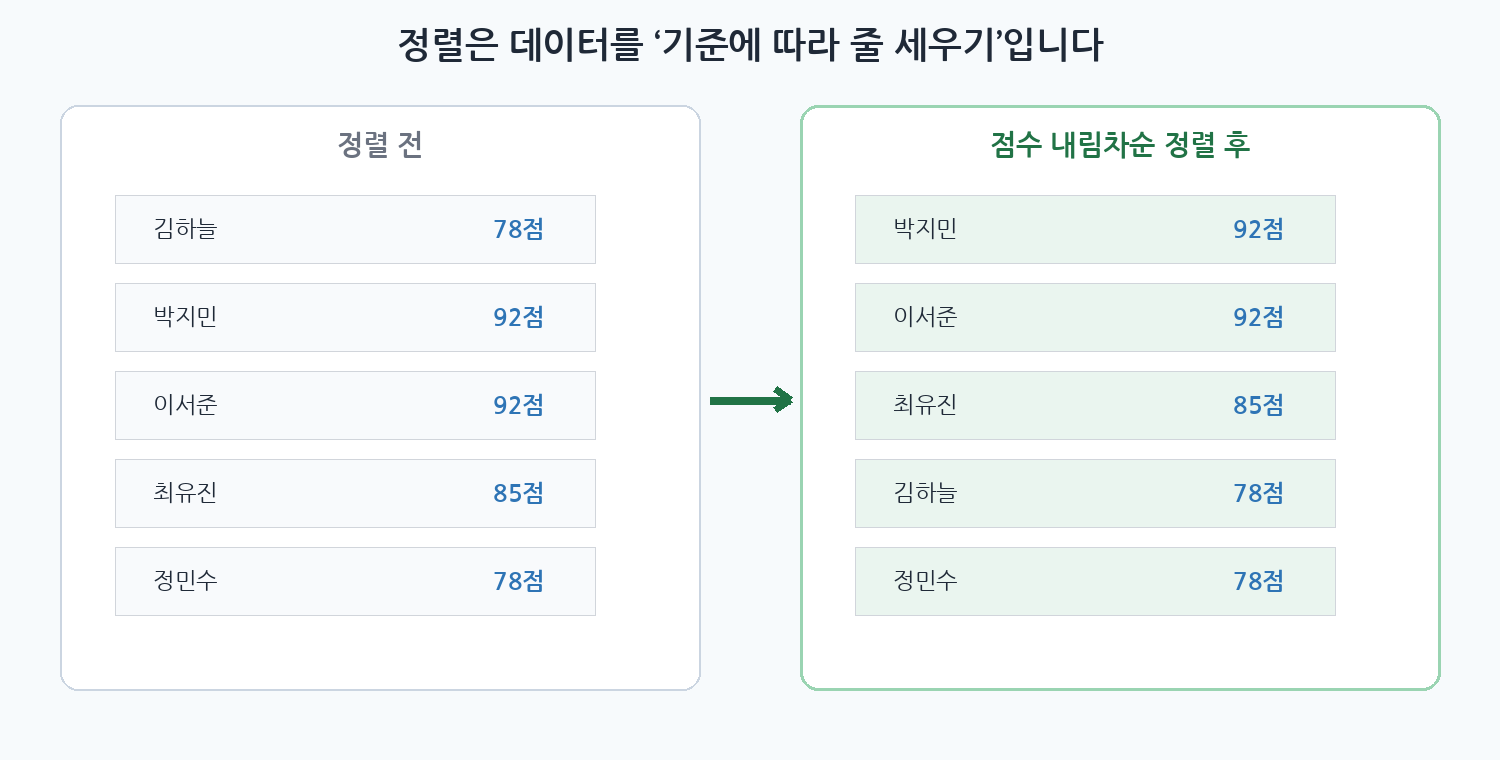 정렬은 데이터를 ‘기준에 따라 줄 세우기’입니다
정렬 전
김하늘 78점
박지민 92점
이서준 92점
최유진 85점
정민수 78점
점수 내림차순 정렬 후
박지민 92점
이서준 92점
최유진 85점
김하늘 78점
정민수 78점